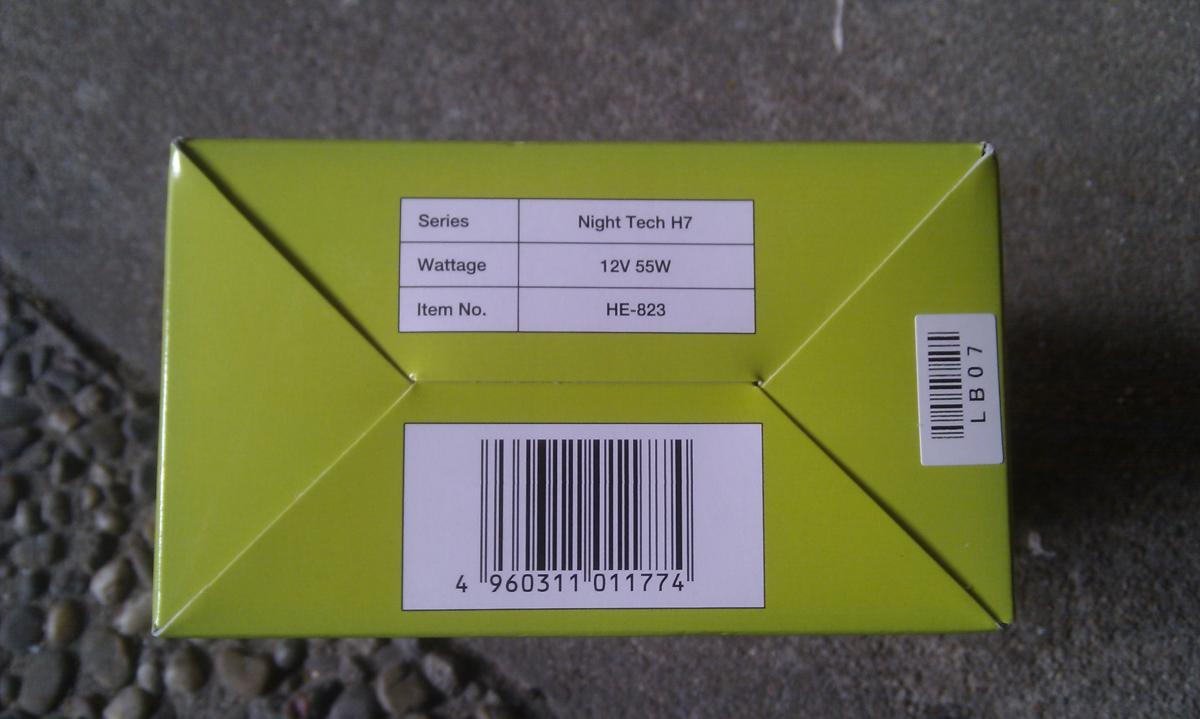 Series Night Tech H7
Wattage 12V 55W
Item No. HE-823
LB07
4 960311 011774